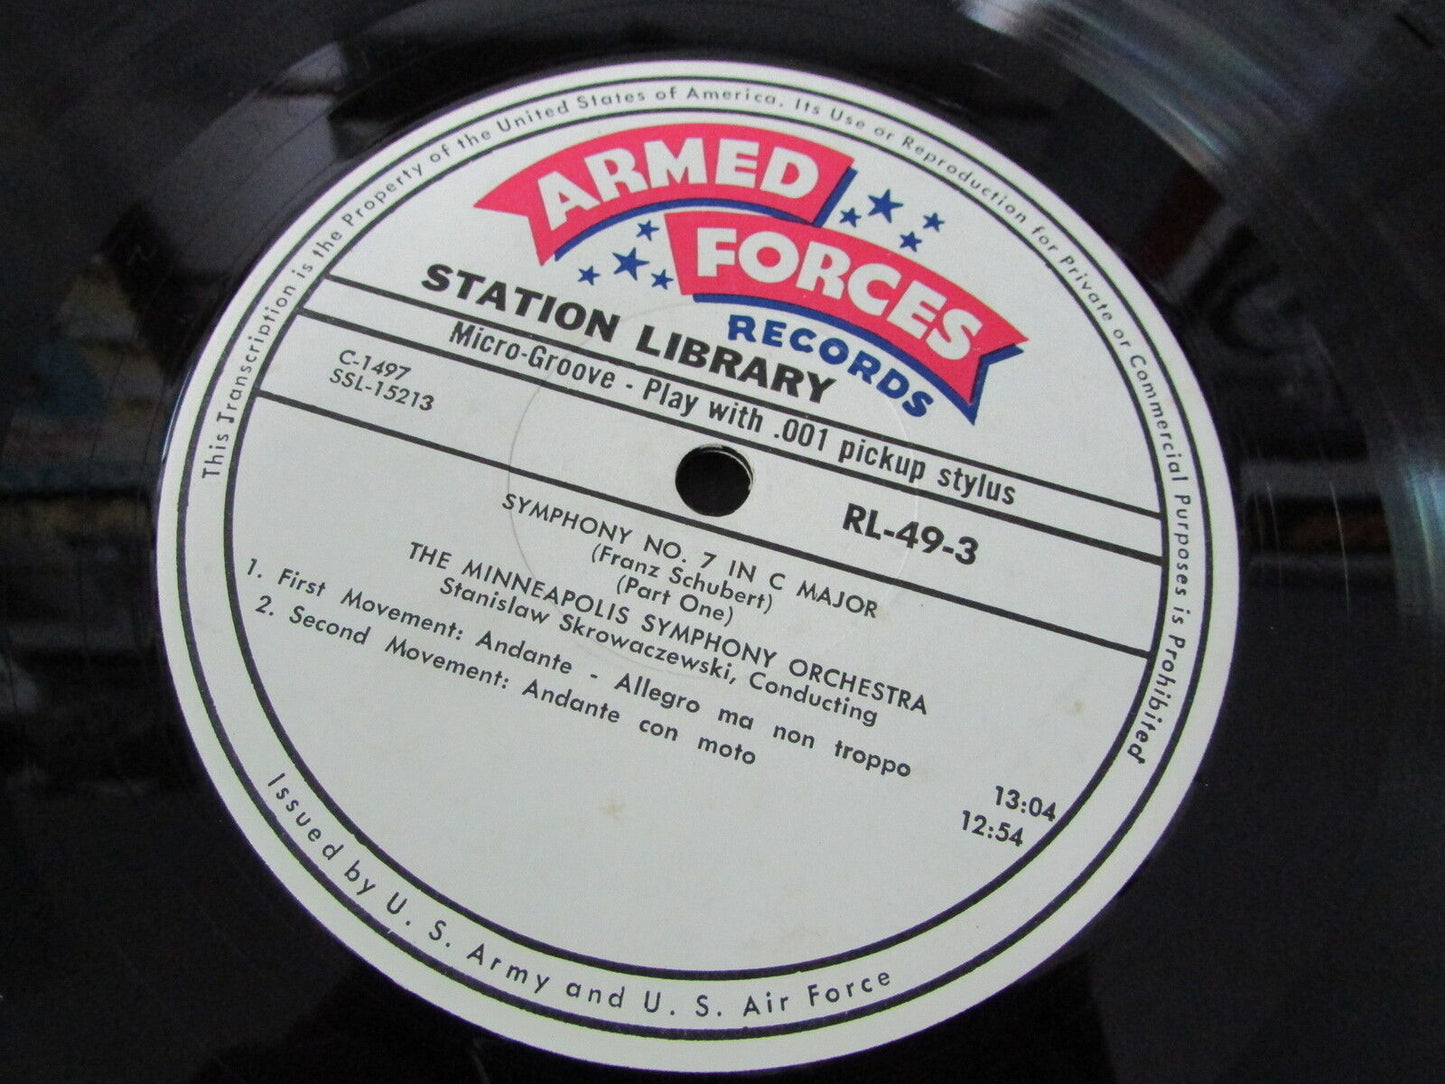 This Transcription is the Property of the United States of America. Its Use or Reproduction for Private or Commercial Purposes is Prohibited
ARMED
FORCES
RECORDS
STATION LIBRARY
Micro-Groove - Play with .001 pickup stylus
C-1497
SSL-15213
RL-49-3
SYMPHONY NO. 7 IN C MAJOR
(Franz Schubert)
(Part One)
THE MINNEAPOLIS SYMPHONY ORCHESTRA
Stanislaw Skrowaczewski, Conducting
1. First Movement: Andante - Allegro ma non troppo 13:04
2. Second Movement: Andante con moto 12:54
Issued by U. S. Army and U. S. Air Force